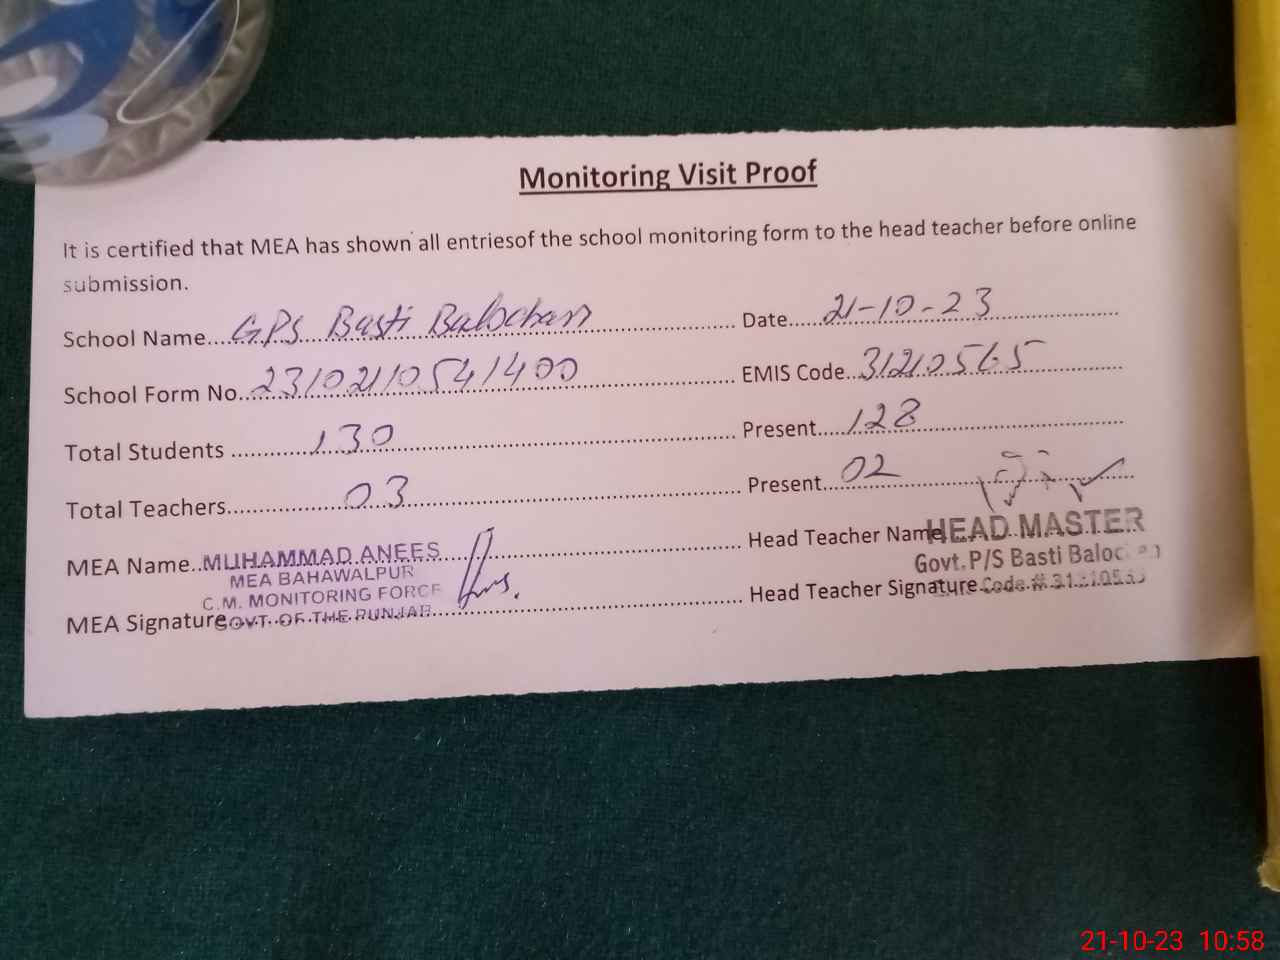 Monitoring Visit Proof
It is certified that MEA has shown all entriesof the school monitoring form to the head teacher before online
submission.
School Name....GPS Basti Balochan.... Date....21-10-23....
School Form No....2310210541400.... EMIS Code....31210565....
Total Students ....130.... Present....128....
Total Teachers....03.... Present....02....
MEA Name..MUHAMMAD ANEES.... Head Teacher Name HEAD MASTER
MEA BAHAWALPUR Govt. P/S Basti
C.M. MONITORING FORCE Head Teacher Signature Code #
MEA Signature GOVT. OF THE PUNJAB....
21-10-23 10:58